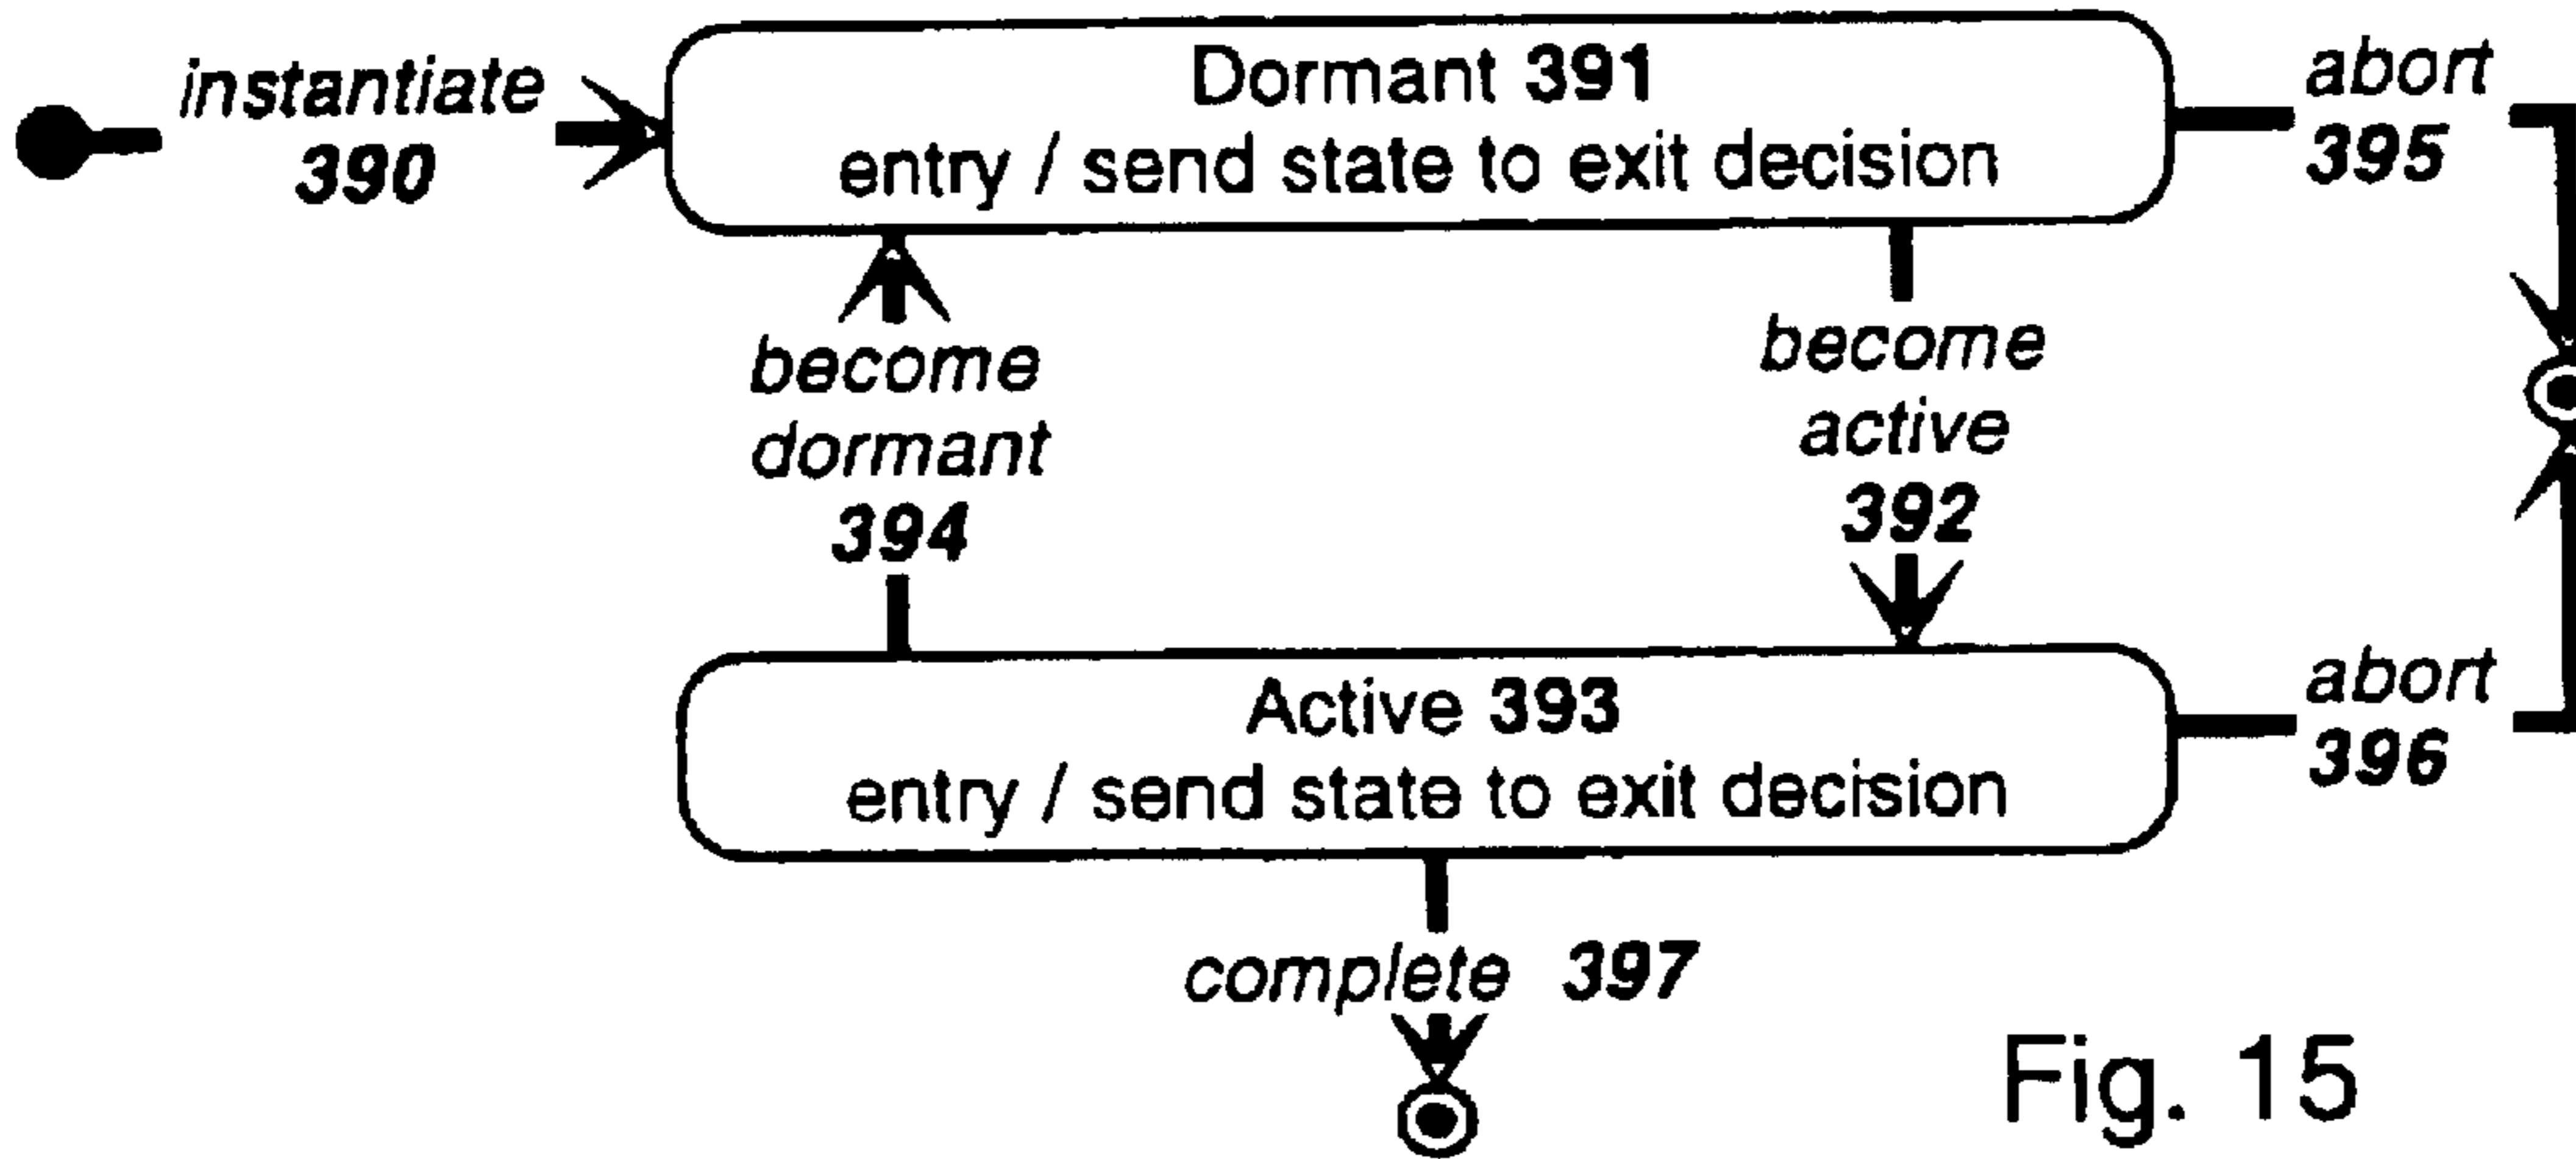 instantiate
390
Dormant 391
entry / send state to exit decision
abort
395
become
dormant
394
become
active
392
Active 393
entry / send state to exit decision
abort
396
complete 397
Fig. 15